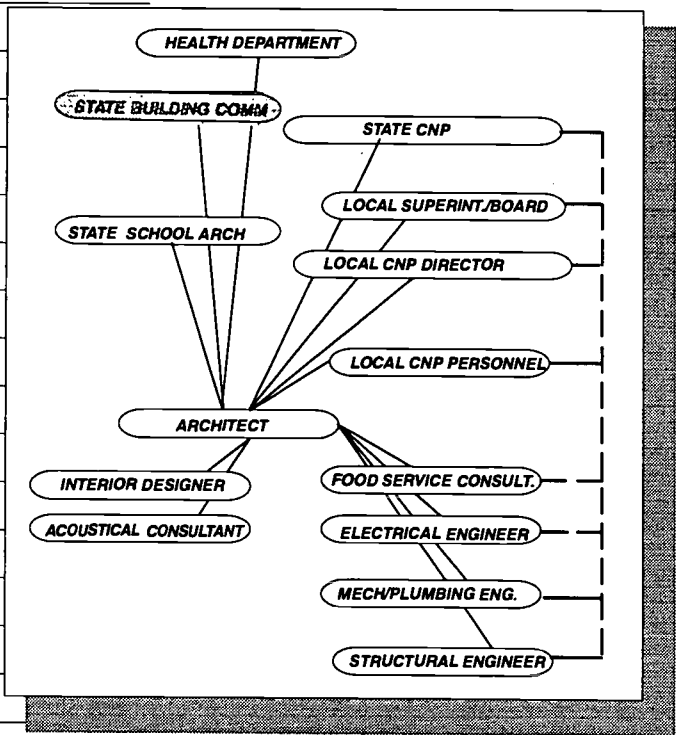 HEALTH DEPARTMENT
STATE BUILDING COMM
STATE CNP
LOCAL SUPERINT./BOARD
STATE SCHOOL ARCH
LOCAL CNP DIRECTOR
LOCAL CNP PERSONNEL
ARCHITECT
INTERIOR DESIGNER
FOOD SERVICE CONSULT.
ACOUSTICAL CONSULTANT
ELECTRICAL ENGINEER
MECH/PLUMBING ENG.
STRUCTURAL ENGINEER